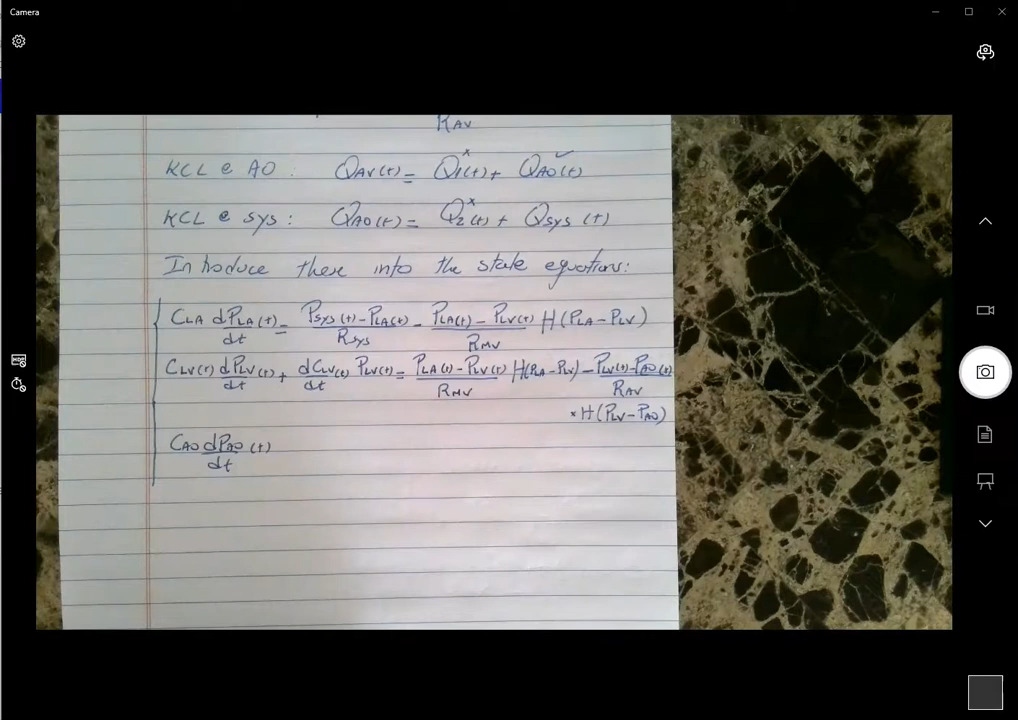 Camera
R_AV
KCL @ AO : Q_AV(t) = Q_1(t) + Q_AO(t)
KCL @ sys : Q_AO(t) = Q_2(t) + Q_SYS(t)
Introduce these into the state equations:
C_LA dP_LA(t)/dt = (P_SYS(t) - P_LA(t))/R_SYS - (P_LA(t) - P_LV(t))/R_MV H(P_LA - P_LV)
C_LV(t) dP_LV(t)/dt + dC_LV(t)/dt P_LV(t) = (P_LA(t) - P_LV(t))/R_MV H(P_LA - P_LV) - (P_LV(t) - P_AO(t))/R_AV
× H(P_LV - P_AO)
C_AO dP_AO(t)/dt